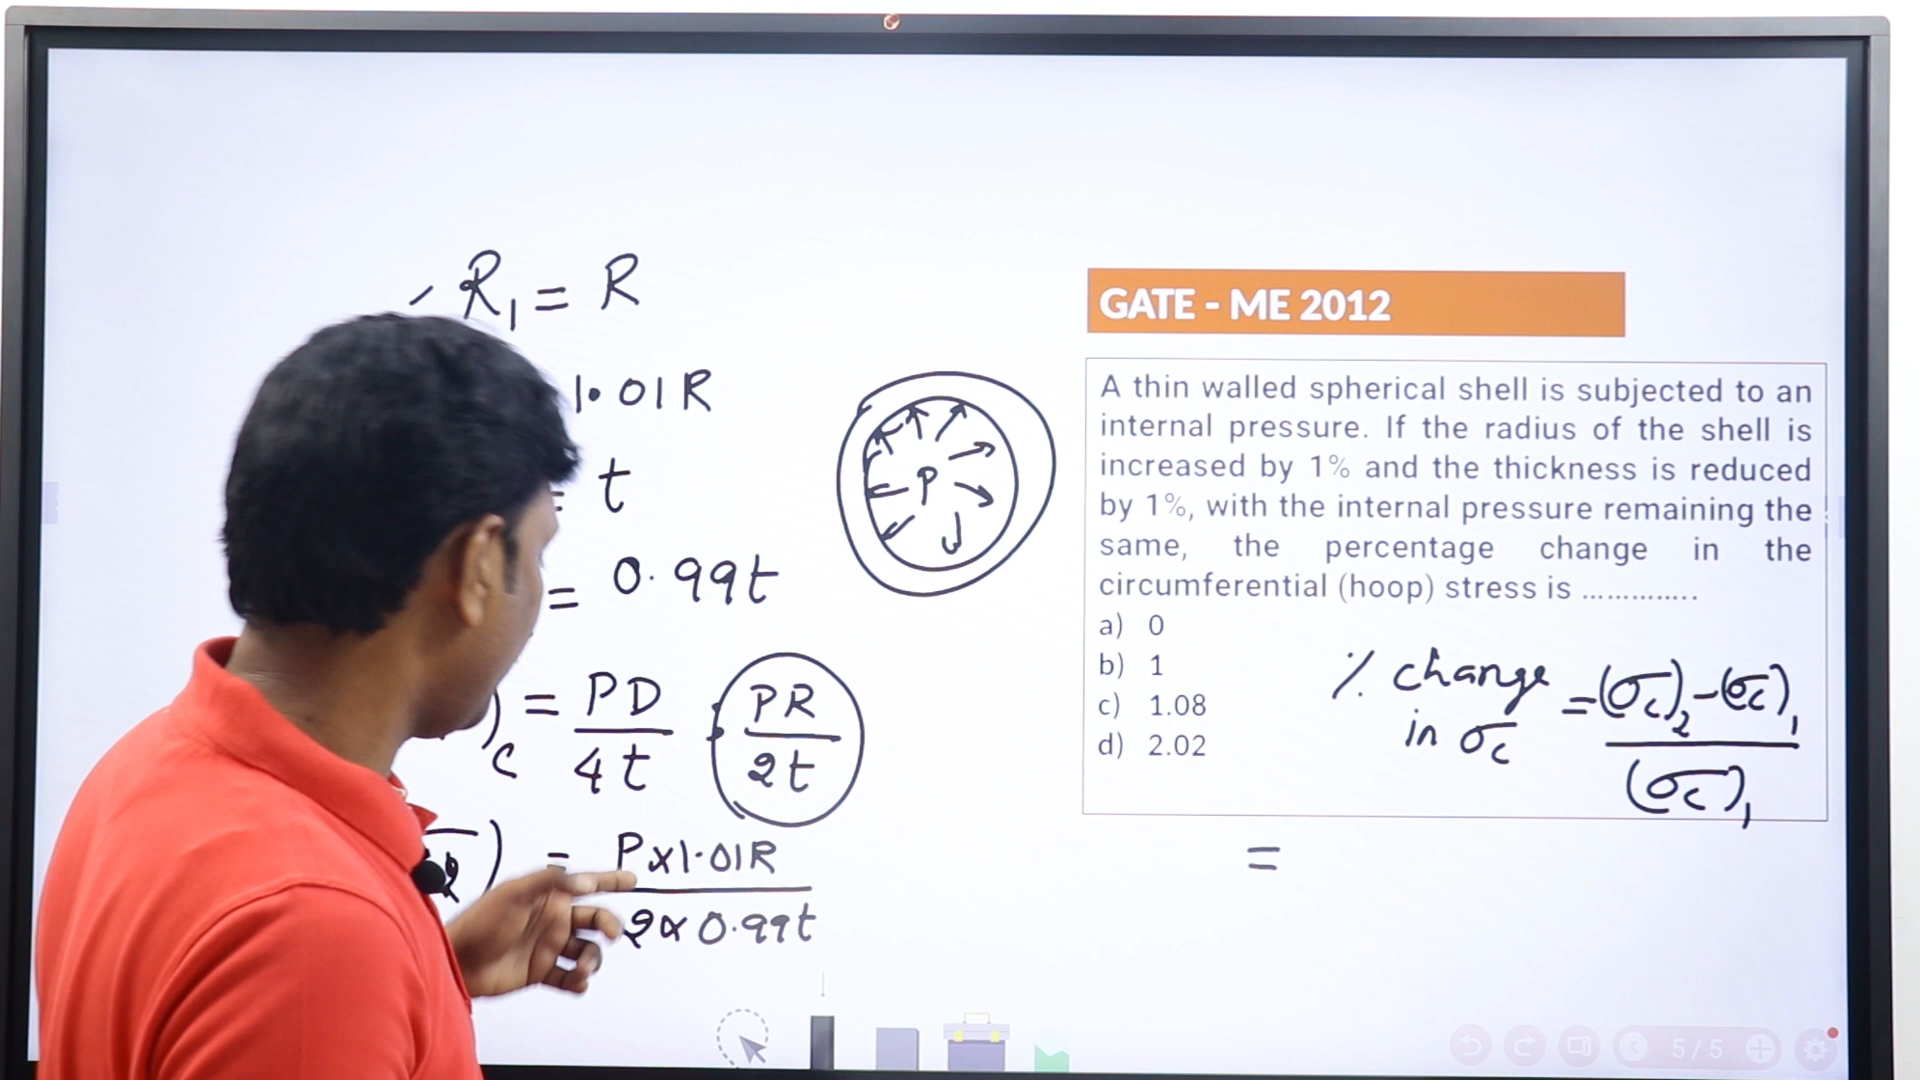 R₁ = R
1.01R
= t
= 0.99t
)c = PD/4t = PR/2t
2) = P×1.01R / 2×0.99t
P
GATE - ME 2012
A thin walled spherical shell is subjected to an
internal pressure. If the radius of the shell is
increased by 1% and the thickness is reduced
by 1%, with the internal pressure remaining the
same, the percentage change in the
circumferential (hoop) stress is ..............
a) 0
b) 1
c) 1.08
d) 2.02
% change in σc = (σc)₂ - (σc)₁ / (σc)₁
=
5/5